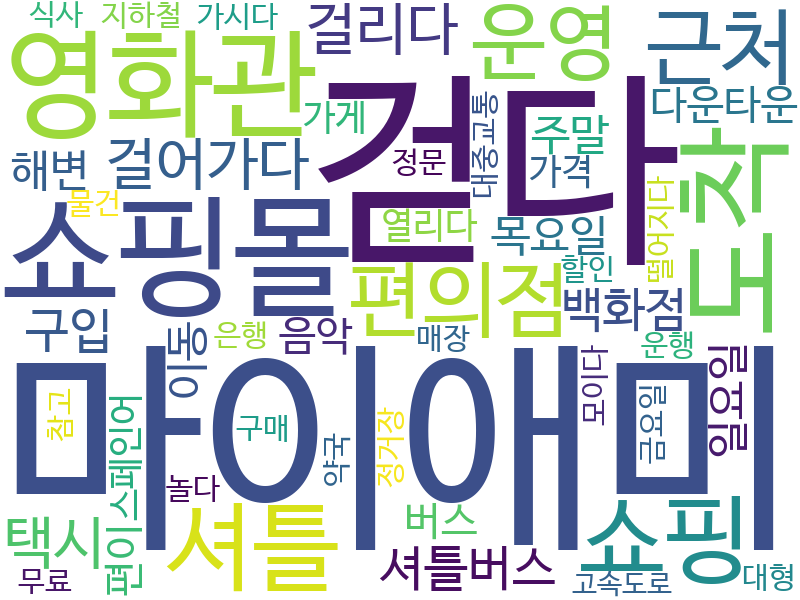 식사 지하철 가시다 걸리다 운영 근처
영화관 가게 대중교통 주말 다운타운
해변 걸어가다 걷다 정문 가격
물건 열리다 목요일 떨어지다 도착
쇼핑몰 편의점 할인 백화점
구입 이동 은행 음악 매장 운행
마이애미
참고 편이스페인어 구매 약국 정거장 모이다 금요일 일요일
놀다
택시 셔틀 버스 쇼핑
무료 셔틀버스 고속도로 대형